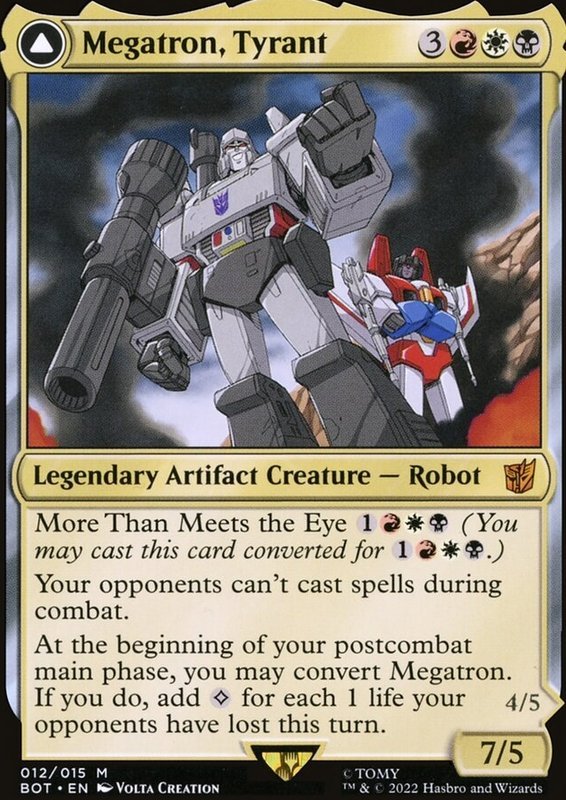 Megatron, Tyrant 3
Legendary Artifact Creature — Robot
More Than Meets the Eye 1 (You
may cast this card converted for 1 .)
Your opponents can't cast spells during
combat.
At the beginning of your postcombat
main phase, you may convert Megatron.
If you do, add for each 1 life your
opponents have lost this turn.
4/5
7/5
012/015 M
BOT • EN VOLTA CREATION
© TOMY
™ & © 2022 Hasbro and Wizards